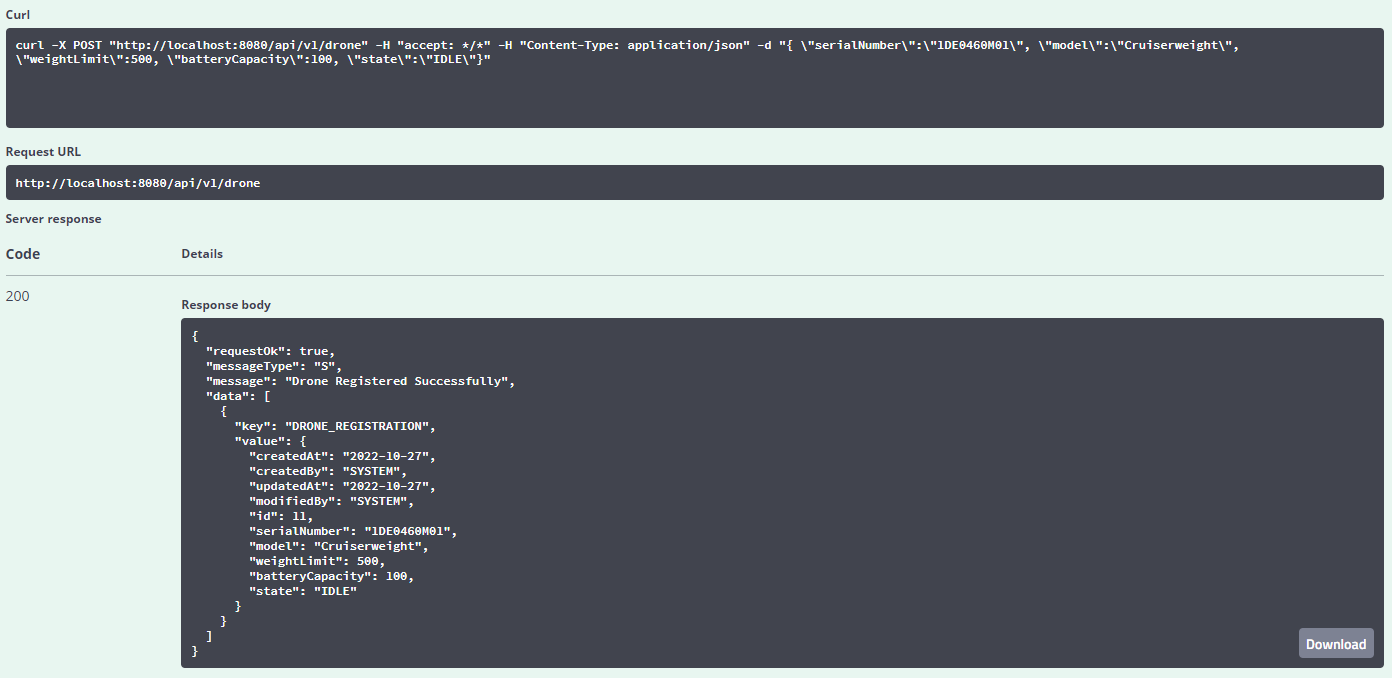 Curl
curl -X POST "http://localhost:8080/api/v1/drone" -H "accept: */*" -H "Content-Type: application/json" -d "{ \"serialNumber\":\"1DE0460M01\", \"model\":\"Cruiserweight\",
\"weightLimit\":500, \"batteryCapacity\":100, \"state\":\"IDLE\"}"
Request URL
http://localhost:8080/api/v1/drone
Server response
Code Details
200
Response body
{
  "requestOk": true,
  "messageType": "S",
  "message": "Drone Registered Successfully",
  "data": [
    {
      "key": "DRONE_REGISTRATION",
      "value": {
        "createdAt": "2022-10-27",
        "createdBy": "SYSTEM",
        "updatedAt": "2022-10-27",
        "modifiedBy": "SYSTEM",
        "id": 11,
        "serialNumber": "1DE0460M01",
        "model": "Cruiserweight",
        "weightLimit": 500,
        "batteryCapacity": 100,
        "state": "IDLE"
      }
    }
  ]
}
Download